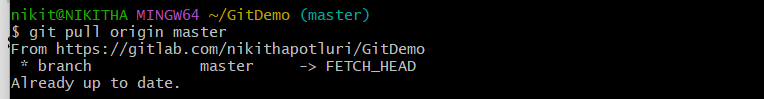 nikit@NIKITHA MINGW64 ~/GitDemo (master)
$ git pull origin master
From https://gitlab.com/nikithapotluri/GitDemo
 * branch            master     -> FETCH_HEAD
Already up to date.